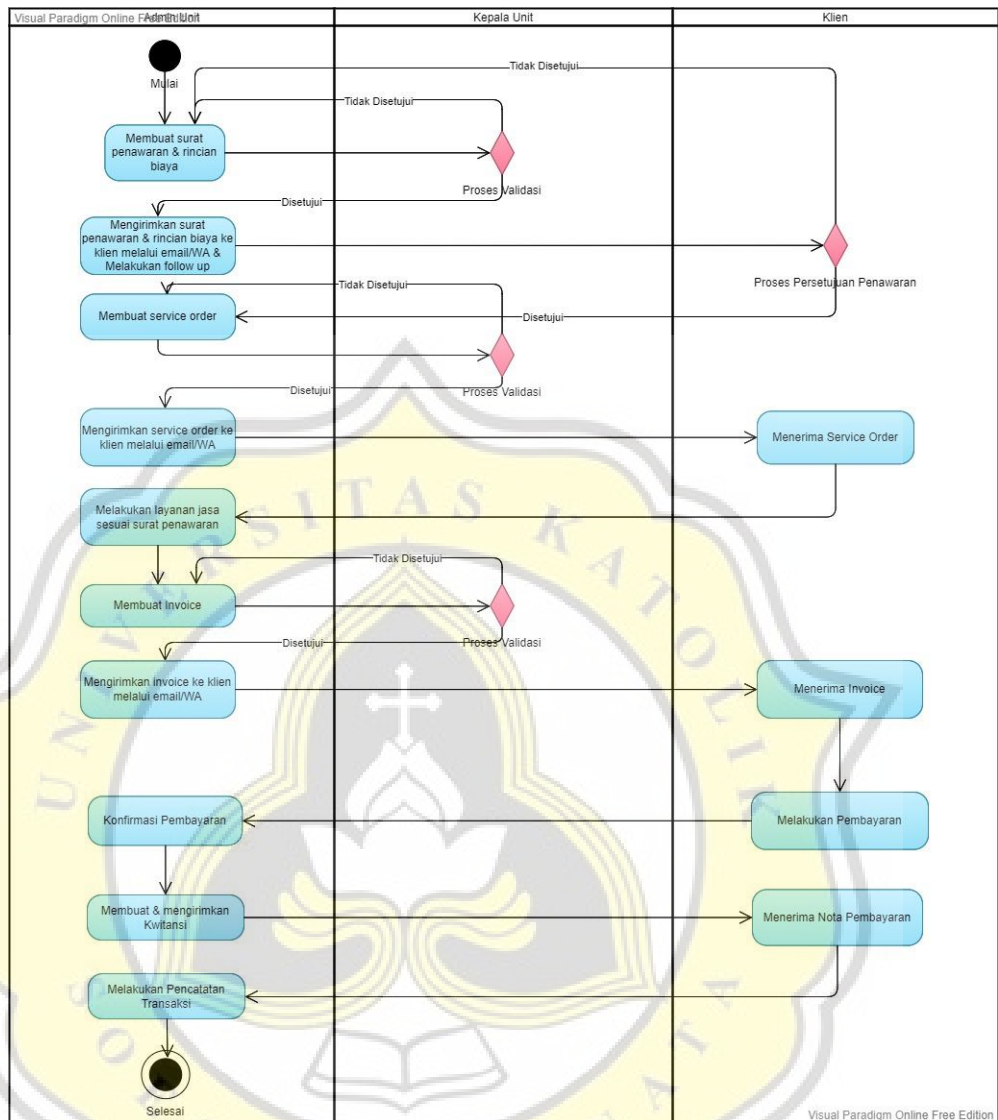 Visual Paradigm Online Free Edition
Admin Unit
Kepala Unit
Klien
Mulai
Tidak Disetujui
Tidak Disetujui
Membuat surat
penawaran & rincian
biaya
Proses Validasi
Disetujui
Mengirimkan surat
penawaran & rincian biaya ke
klien melalui email/WA &
Melakukan follow up
Proses Persetujuan Penawaran
Tidak Disetujui
Membuat service order
Disetujui
Proses Validasi
Disetujui
Mengirimkan service order ke
klien melalui email/WA
Menerima Service Order
Melakukan layanan jasa
sesuai surat penawaran
Tidak Disetujui
Membuat Invoice
Proses Validasi
Disetujui
Mengirimkan invoice ke klien
melalui email/WA
Menerima Invoice
Konfirmasi Pembayaran
Melakukan Pembayaran
Membuat & mengirimkan
Kwitansi
Menerima Nota Pembayaran
Melakukan Pencatatan
Transaksi
Selesai
Visual Paradigm Online Free Edition
UNIVERSITAS KATOLIK